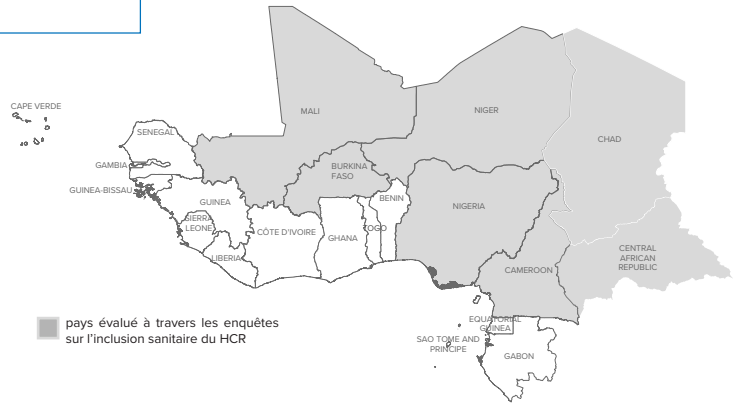 MALI
NIGER
CHAD
CAPE VERDE
SENEGAL
GAMBIA
GUINEA-BISSAU
GUINEA
SIERRA
LEONE
LIBERIA
CÔTE D'IVOIRE
BURKINA
FASO
GHANA
TOGO
BENIN
NIGERIA
CAMEROON
CENTRAL
AFRICAN
REPUBLIC
EQUATORIAL
GUINEA
SAO TOME AND
PRINCIPE
GABON
pays évalué à travers les enquêtes
sur l'inclusion sanitaire du HCR